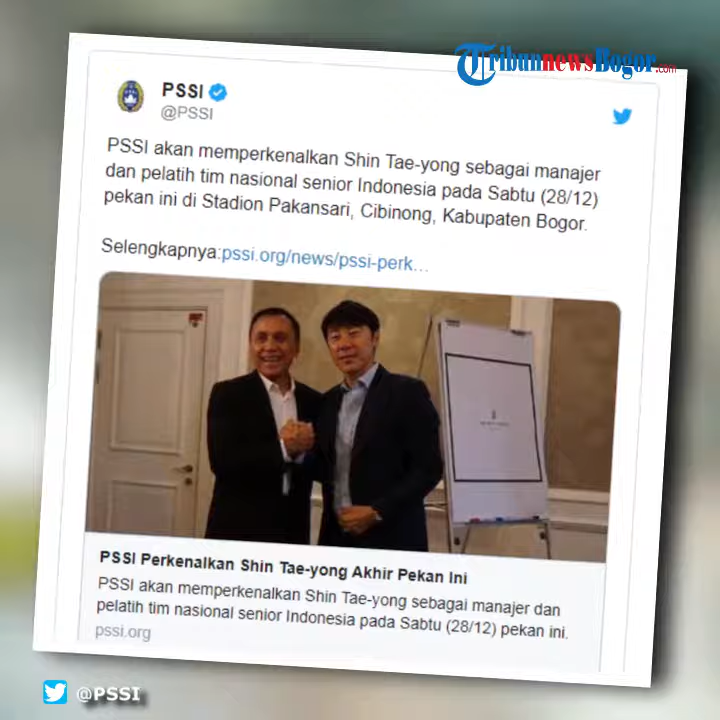 TribunnewsBogor.com
PSSI
@PSSI
PSSI akan memperkenalkan Shin Tae-yong sebagai manajer
dan pelatih tim nasional senior Indonesia pada Sabtu (28/12)
pekan ini di Stadion Pakansari, Cibinong, Kabupaten Bogor.
Selengkapnya:pssi.org/news/pssi-perk...
PSSI Perkenalkan Shin Tae-yong Akhir Pekan Ini
PSSI akan memperkenalkan Shin Tae-yong sebagai manajer dan
pelatih tim nasional senior Indonesia pada Sabtu (28/12) pekan ini.
pssi.org
@PSSI